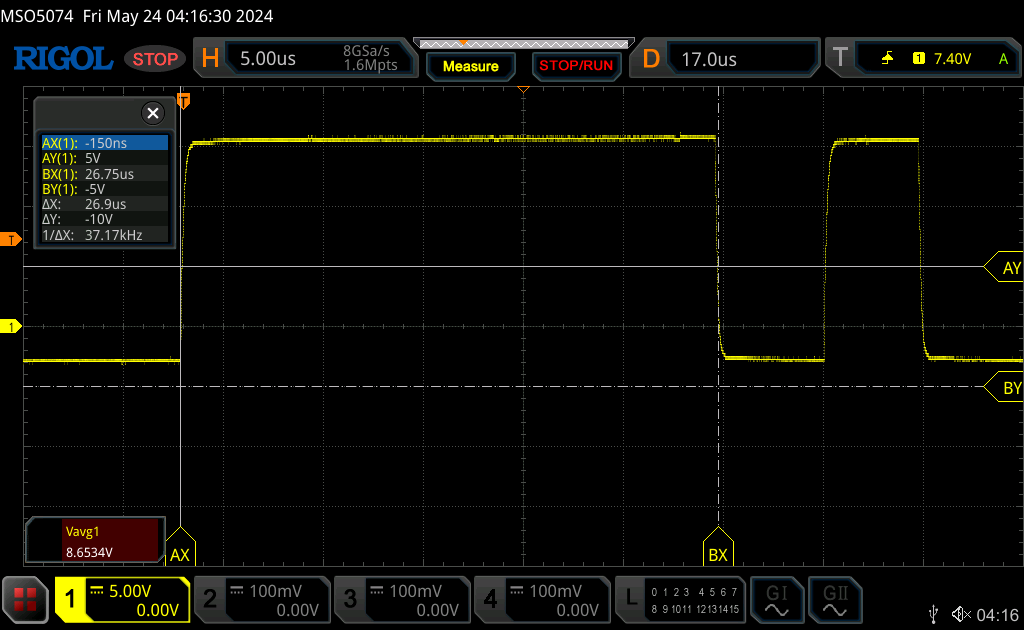 MSO5074 Fri May 24 04:16:30 2024
RIGOL STOP H 5.00us 8GSa/s 1.6Mpts Measure STOP/RUN D 17.0us T 1 7.40V A
T
AX(1): -150ns
AY(1): 5V
BX(1): 26.75us
BY(1): -5V
ΔX: 26.9us
ΔY: -10V
1/ΔX: 37.17kHz
T
AY
1
BY
Vavg1
8.6534V
AX
BX
1 5.00V 0.00V
2 100mV 0.00V
3 100mV 0.00V
4 100mV 0.00V
L 0 1 2 3 4 5 6 7
8 9 10 11 12 13 14 15
GI
GII
04:16